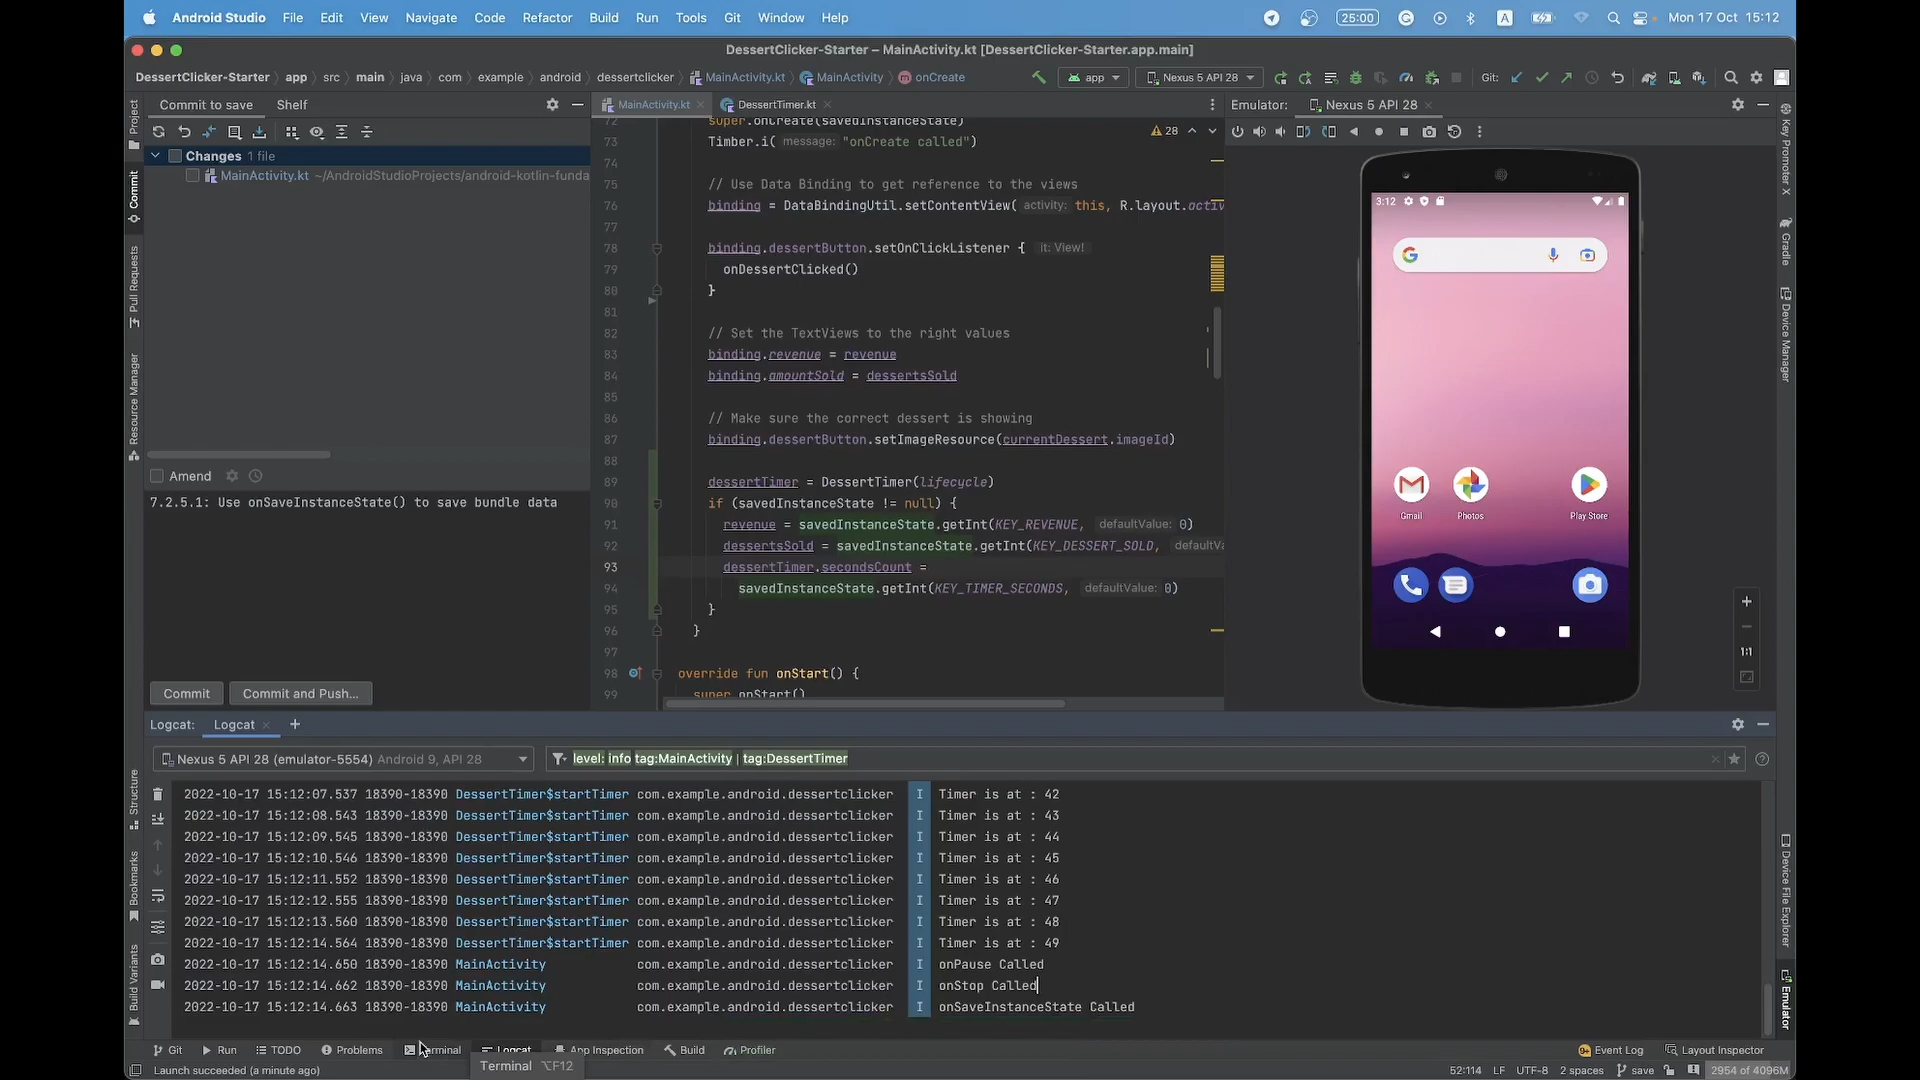 Android Studio File Edit View Navigate Code Refactor Build Run Tools Git Window Help 25:00 A Mon 17 Oct 15:12
DessertClicker-Starter – MainActivity.kt [DessertClicker-Starter.app.main]
DessertClicker-Starter app src main java com example android dessertclicker MainActivity.kt MainActivity onCreate app Nexus 5 API 28 Git:
Commit to save Shelf MainActivity.kt DessertTimer.kt Emulator: Nexus 5 API 28
Changes 1 file
MainActivity.kt ~/AndroidStudioProjects/android-kotlin-funda
Amend
7.2.5.1: Use onSaveInstanceState() to save bundle data
Commit Commit and Push...
Project
Commit
Pull Requests
Resource Manager
Structure
Bookmarks
Build Variants
28
72 super.onCreate(savedInstanceState)
73 Timber.i( message: "onCreate called")
74
75 // Use Data Binding to get reference to the views
76 binding = DataBindingUtil.setContentView( activity: this, R.layout.activ
77
78 binding.dessertButton.setOnClickListener { it: View!
79 onDessertClicked()
80 }
81
82 // Set the TextViews to the right values
83 binding.revenue = revenue
84 binding.amountSold = dessertsSold
85
86 // Make sure the correct dessert is showing
87 binding.dessertButton.setImageResource(currentDessert.imageId)
88
89 dessertTimer = DessertTimer(lifecycle)
90 if (savedInstanceState != null) {
91 revenue = savedInstanceState.getInt(KEY_REVENUE, defaultValue: 0)
92 dessertsSold = savedInstanceState.getInt(KEY_DESSERT_SOLD, defaultVa
93 dessertTimer.secondsCount =
94 savedInstanceState.getInt(KEY_TIMER_SECONDS, defaultValue: 0)
95 }
96 }
97
98 override fun onStart() {
99 super.onStart()
3:12
G
Gmail Photos Play Store
1:1
Key Promoter X
Gradle
Device Manager
Device File Explorer
Emulator
Logcat: Logcat
Nexus 5 API 28 (emulator-5554) Android 9, API 28 level: info tag:MainActivity | tag:DessertTimer
2022-10-17 15:12:07.537 18390-18390 DessertTimer$startTimer com.example.android.dessertclicker I Timer is at : 42
2022-10-17 15:12:08.543 18390-18390 DessertTimer$startTimer com.example.android.dessertclicker I Timer is at : 43
2022-10-17 15:12:09.545 18390-18390 DessertTimer$startTimer com.example.android.dessertclicker I Timer is at : 44
2022-10-17 15:12:10.546 18390-18390 DessertTimer$startTimer com.example.android.dessertclicker I Timer is at : 45
2022-10-17 15:12:11.552 18390-18390 DessertTimer$startTimer com.example.android.dessertclicker I Timer is at : 46
2022-10-17 15:12:12.555 18390-18390 DessertTimer$startTimer com.example.android.dessertclicker I Timer is at : 47
2022-10-17 15:12:13.560 18390-18390 DessertTimer$startTimer com.example.android.dessertclicker I Timer is at : 48
2022-10-17 15:12:14.564 18390-18390 DessertTimer$startTimer com.example.android.dessertclicker I Timer is at : 49
2022-10-17 15:12:14.650 18390-18390 MainActivity com.example.android.dessertclicker I onPause Called
2022-10-17 15:12:14.662 18390-18390 MainActivity com.example.android.dessertclicker I onStop Called
2022-10-17 15:12:14.663 18390-18390 MainActivity com.example.android.dessertclicker I onSaveInstanceState Called
Git Run TODO Problems Terminal Logcat App Inspection Build Profiler Event Log Layout Inspector
Terminal ⌥F12
Launch succeeded (a minute ago) 52:114 LF UTF-8 2 spaces save 2954 of 4096M